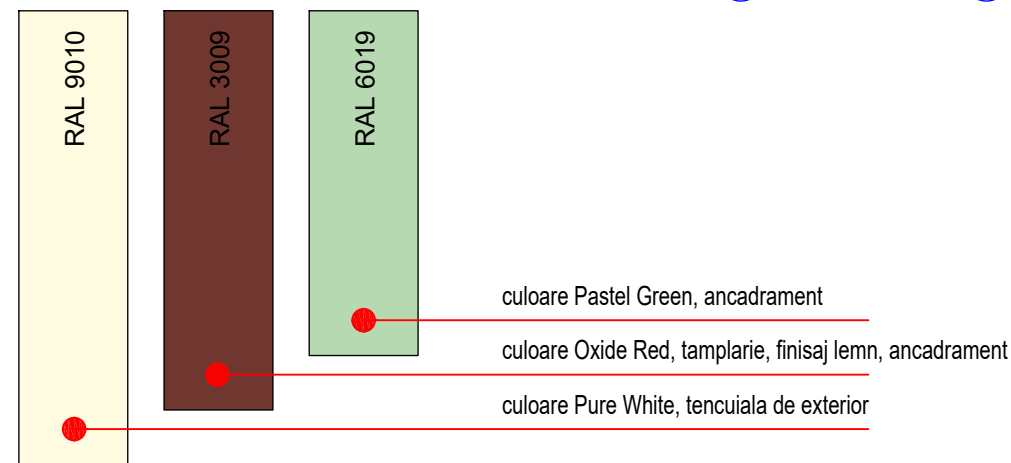 RAL 9010
RAL 3009
RAL 6019
culoare Pastel Green, ancadrament
culoare Oxide Red, tamplarie, finisaj lemn, ancadrament
culoare Pure White, tencuiala de exterior